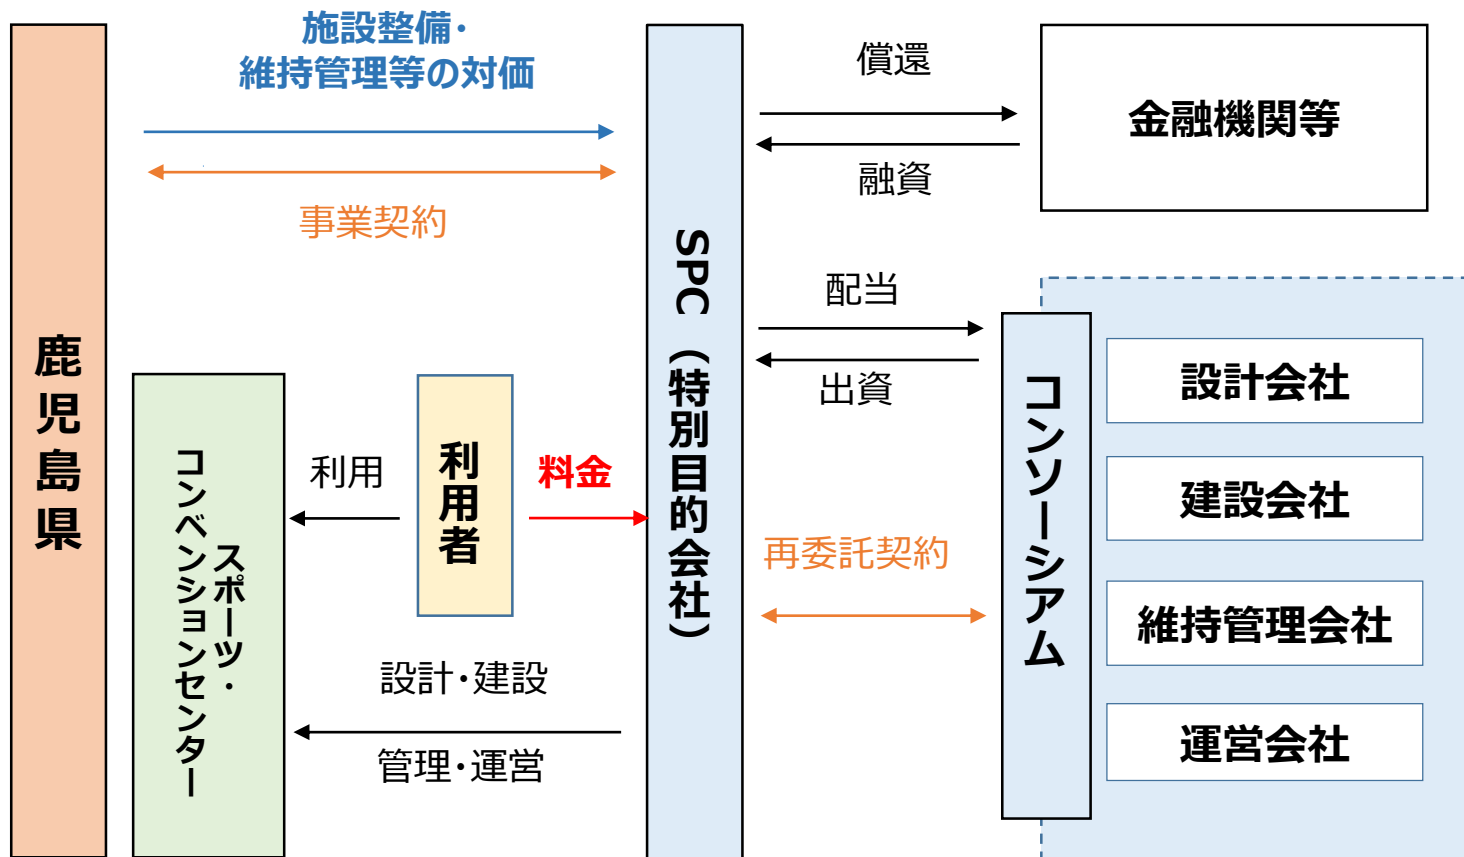 施設整備・
維持管理等の対価
事業契約
鹿児島県
スポーツ・
コンベンションセンター
利用
利用者
料金
設計・建設
管理・運営
SPC（特別目的会社）
償還
融資
金融機関等
配当
出資
再委託契約
コンソーシアム
設計会社
建設会社
維持管理会社
運営会社